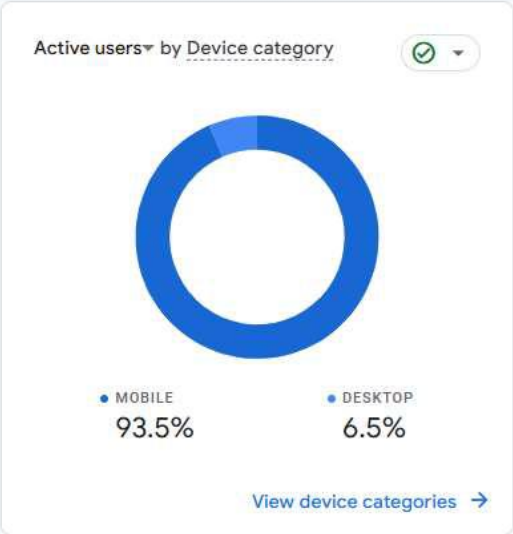 Active users by Device category
MOBILE
93.5%
DESKTOP
6.5%
View device categories